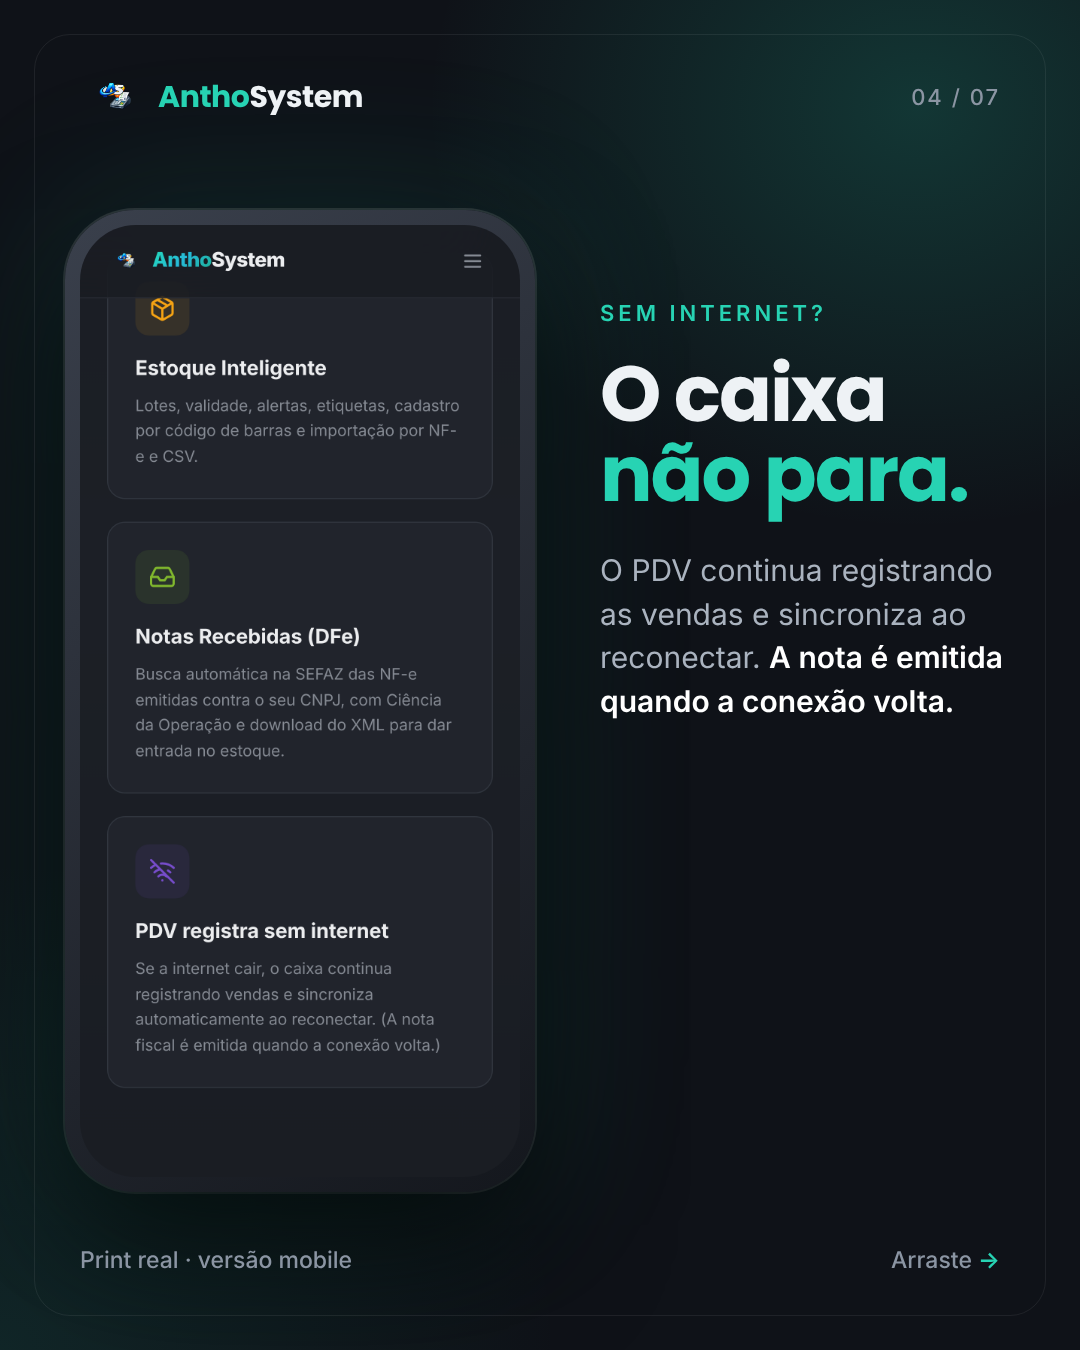 AnthoSystem
04 / 07
AnthoSystem
Estoque Inteligente
Lotes, validade, alertas, etiquetas, cadastro
por código de barras e importação por NF-
e e CSV.
Notas Recebidas (DFe)
Busca automática na SEFAZ das NF-e
emitidas contra o seu CNPJ, com Ciência
da Operação e download do XML para dar
entrada no estoque.
PDV registra sem internet
Se a internet cair, o caixa continua
registrando vendas e sincroniza
automaticamente ao reconectar. (A nota
fiscal é emitida quando a conexão volta.)
SEM INTERNET?
O caixa
não para.
O PDV continua registrando
as vendas e sincroniza ao
reconectar. A nota é emitida
quando a conexão volta.
Print real · versão mobile
Arraste →